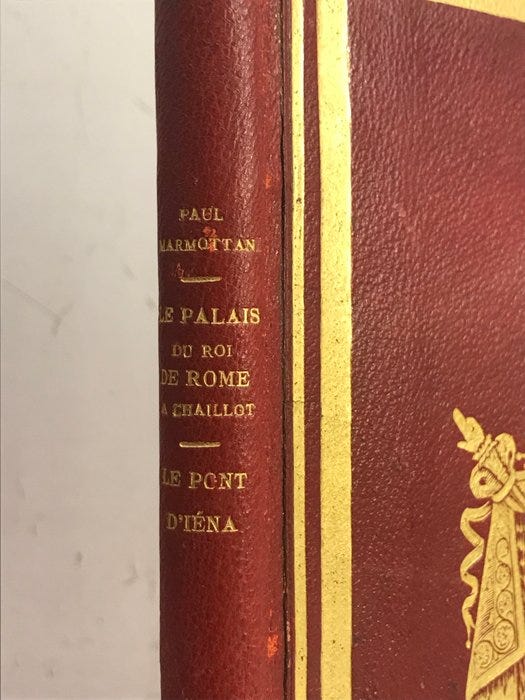 PAUL
MARMOTTAN
LE PALAIS
DU ROI
DE ROME
A CHAILLOT
LE PONT
D'IÉNA